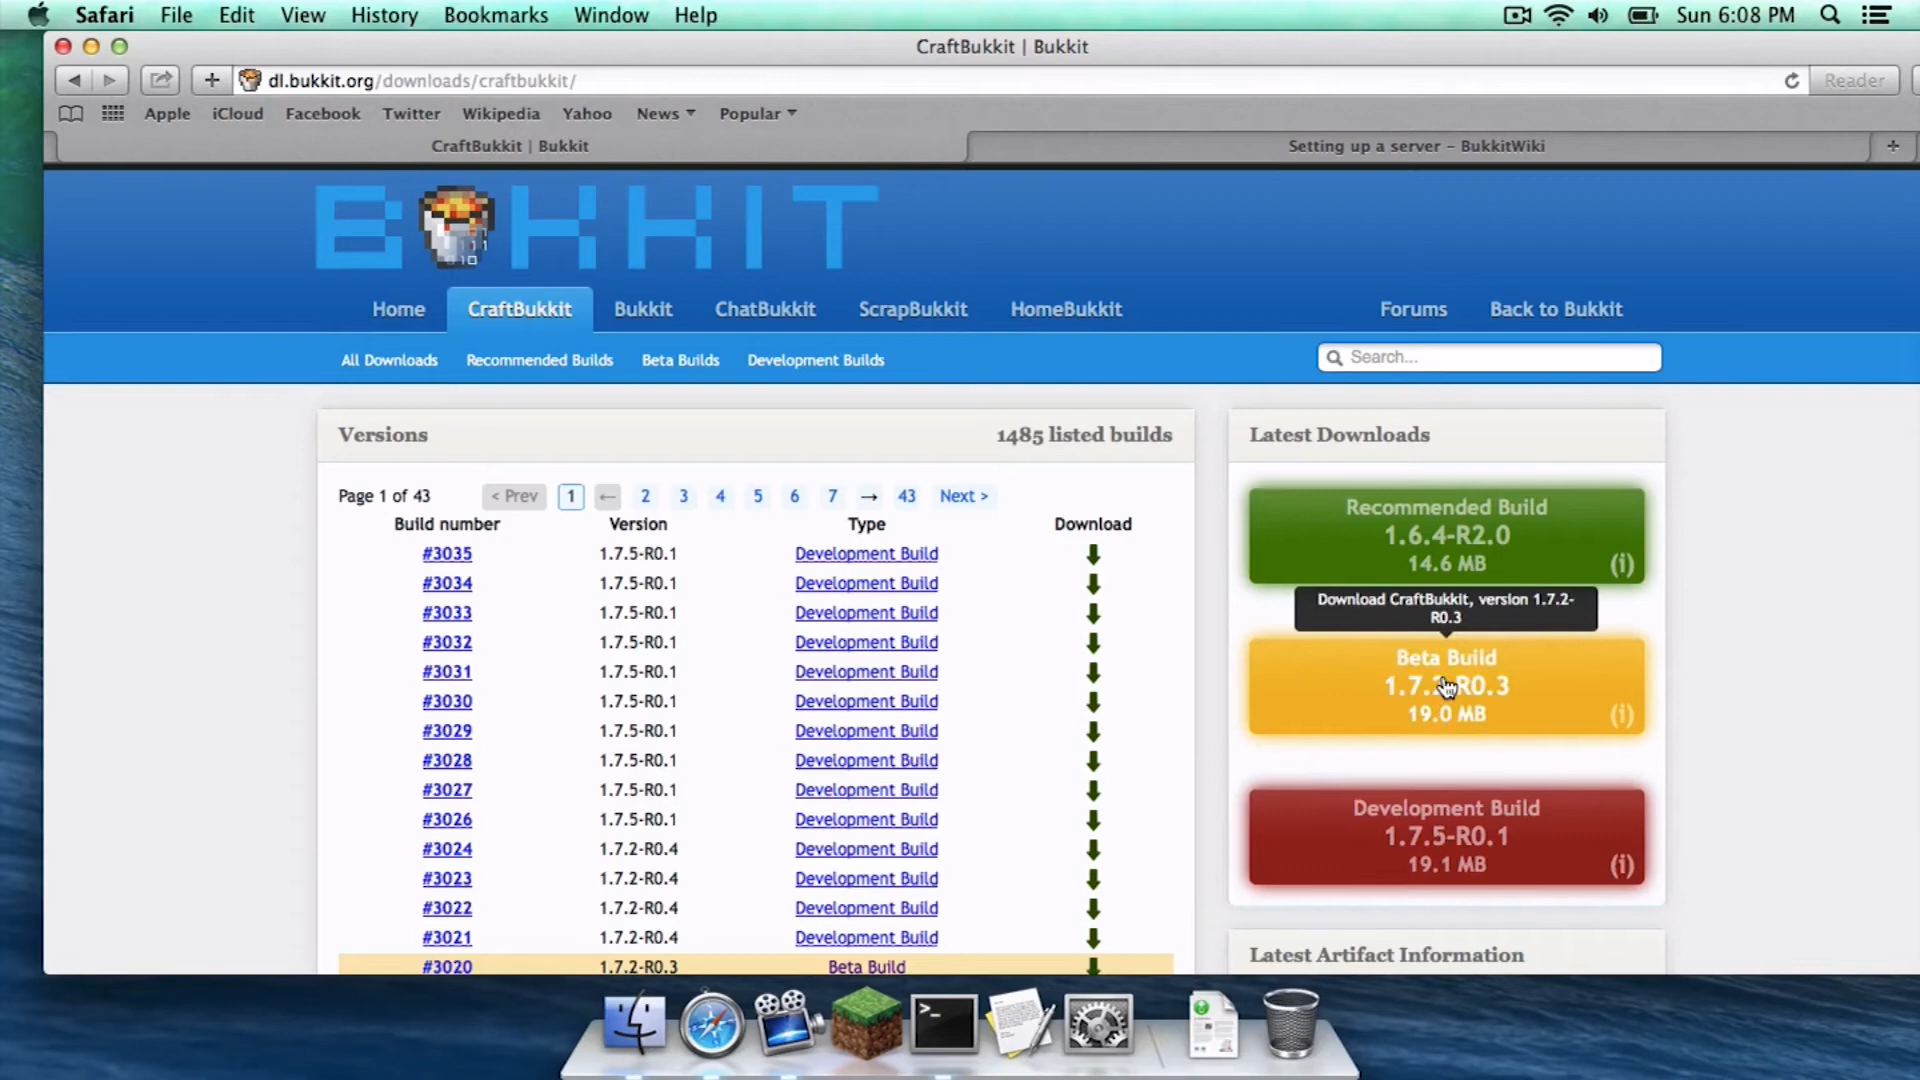 Safari File Edit View History Bookmarks Window Help Sun 6:08 PM
CraftBukkit | Bukkit
dl.bukkit.org/downloads/craftbukkit/ Reader
Apple iCloud Facebook Twitter Wikipedia Yahoo News Popular
CraftBukkit | Bukkit Setting up a server – BukkitWiki
BUKKIT
Home CraftBukkit Bukkit ChatBukkit ScrapBukkit HomeBukkit Forums Back to Bukkit
All Downloads Recommended Builds Beta Builds Development Builds Search...
Versions 1485 listed builds
Page 1 of 43 < Prev 1 ← 2 3 4 5 6 7 → 43 Next >
Build number Version Type Download
#3035 1.7.5-R0.1 Development Build
#3034 1.7.5-R0.1 Development Build
#3033 1.7.5-R0.1 Development Build
#3032 1.7.5-R0.1 Development Build
#3031 1.7.5-R0.1 Development Build
#3030 1.7.5-R0.1 Development Build
#3029 1.7.5-R0.1 Development Build
#3028 1.7.5-R0.1 Development Build
#3027 1.7.5-R0.1 Development Build
#3026 1.7.5-R0.1 Development Build
#3024 1.7.2-R0.4 Development Build
#3023 1.7.2-R0.4 Development Build
#3022 1.7.2-R0.4 Development Build
#3021 1.7.2-R0.4 Development Build
#3020 1.7.2-R0.3 Beta Build
Latest Downloads
Recommended Build
1.6.4-R2.0
14.6 MB (i)
Download CraftBukkit, version 1.7.2-
R0.3
Beta Build
1.7.2-R0.3
19.0 MB (i)
Development Build
1.7.5-R0.1
19.1 MB (i)
Latest Artifact Information